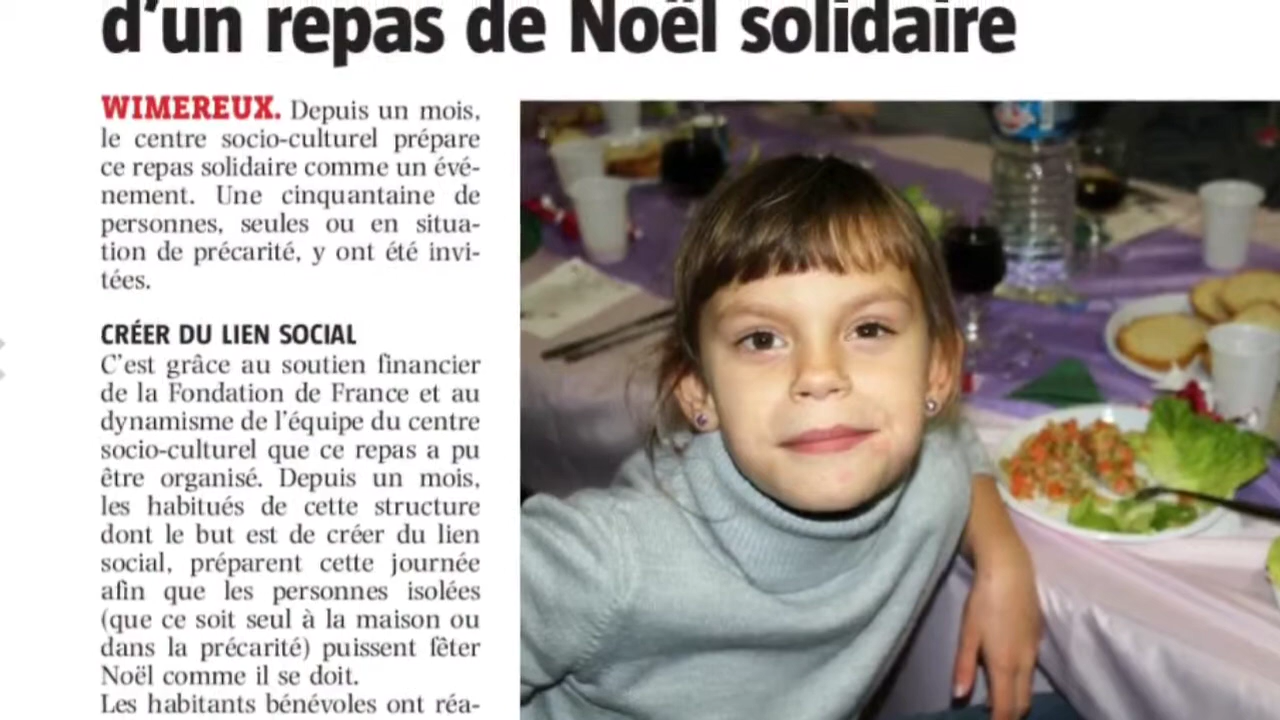 d'un repas de Noël solidaire
WIMEREUX. Depuis un mois,
le centre socio-culturel prépare
ce repas solidaire comme un évé-
nement. Une cinquantaine de
personnes, seules ou en situa-
tion de précarité, y ont été invi-
tées.
CRÉER DU LIEN SOCIAL
C'est grâce au soutien financier
de la Fondation de France et au
dynamisme de l'équipe du centre
socio-culturel que ce repas a pu
être organisé. Depuis un mois,
les habitués de cette structure
dont le but est de créer du lien
social, préparent cette journée
afin que les personnes isolées
(que ce soit seul à la maison ou
dans la précarité) puissent fêter
Noël comme il se doit.
Les habitants bénévoles ont réa-